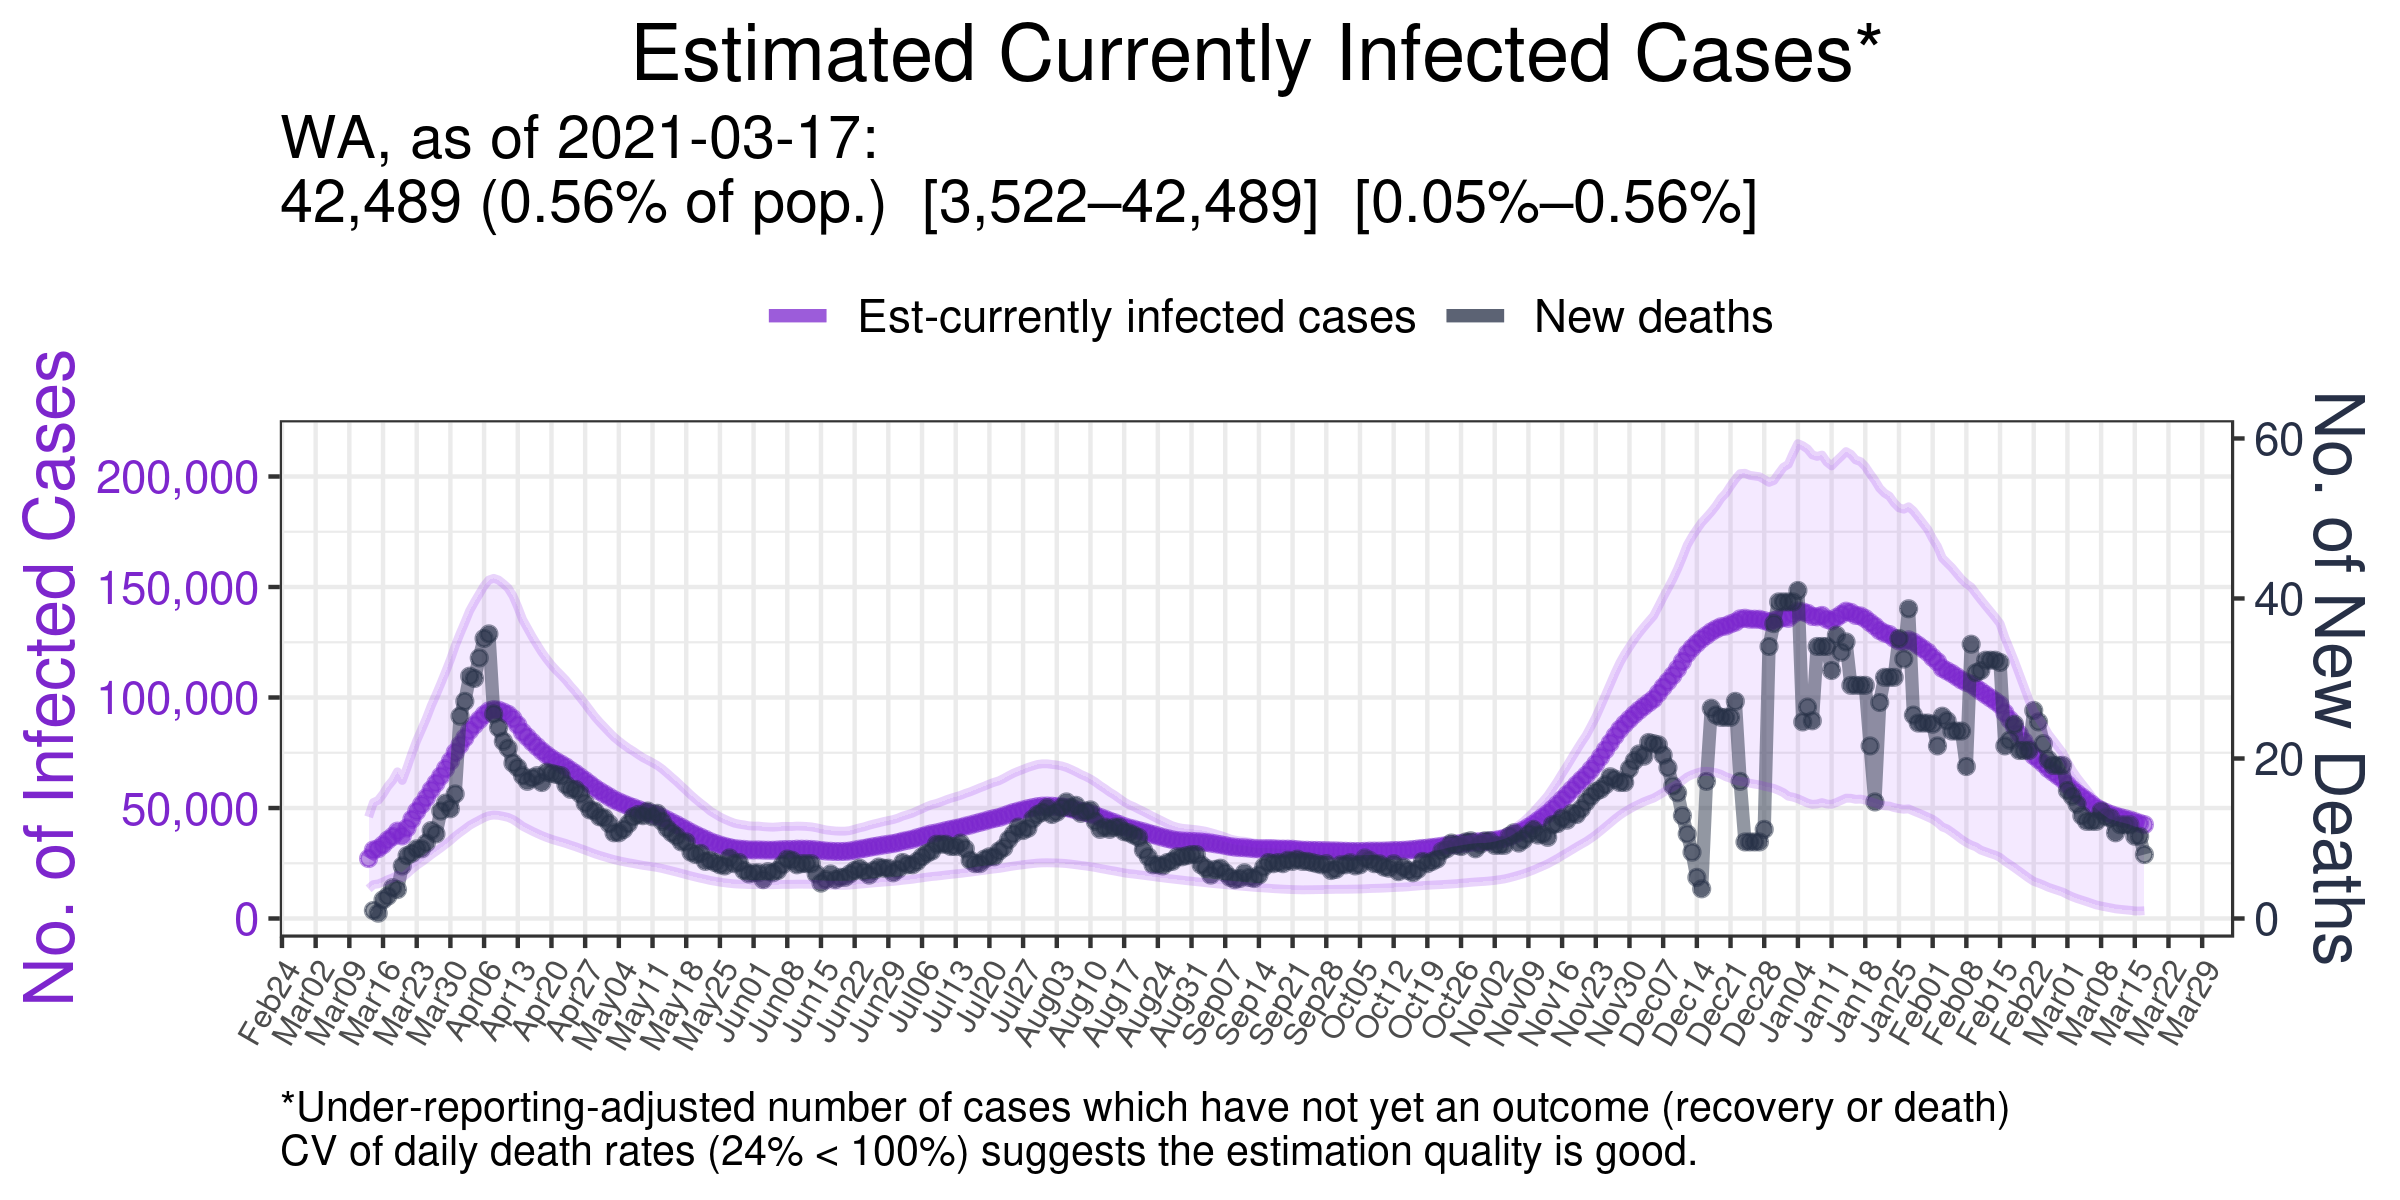 Estimated Currently Infected Cases*
WA, as of 2021-03-17:
42,489 (0.56% of pop.) [3,522–42,489] [0.05%–0.56%]
Est-currently infected cases
New deaths
No. of Infected Cases
200,000
150,000
100,000
50,000
0
60
40
20
0
No. of New Deaths
Feb24
Mar02
Mar09
Mar16
Mar23
Mar30
Apr06
Apr13
Apr20
Apr27
May04
May11
May18
May25
Jun01
Jun08
Jun15
Jun22
Jun29
Jul06
Jul13
Jul20
Jul27
Aug03
Aug10
Aug17
Aug24
Aug31
Sep07
Sep14
Sep21
Sep28
Oct05
Oct12
Oct19
Oct26
Nov02
Nov09
Nov16
Nov23
Nov30
Dec07
Dec14
Dec21
Dec28
Jan04
Jan11
Jan18
Jan25
Feb01
Feb08
Feb15
Feb22
Mar01
Mar08
Mar15
Mar22
Mar29
*Under-reporting-adjusted number of cases which have not yet an outcome (recovery or death)
CV of daily death rates (24% < 100%) suggests the estimation quality is good.